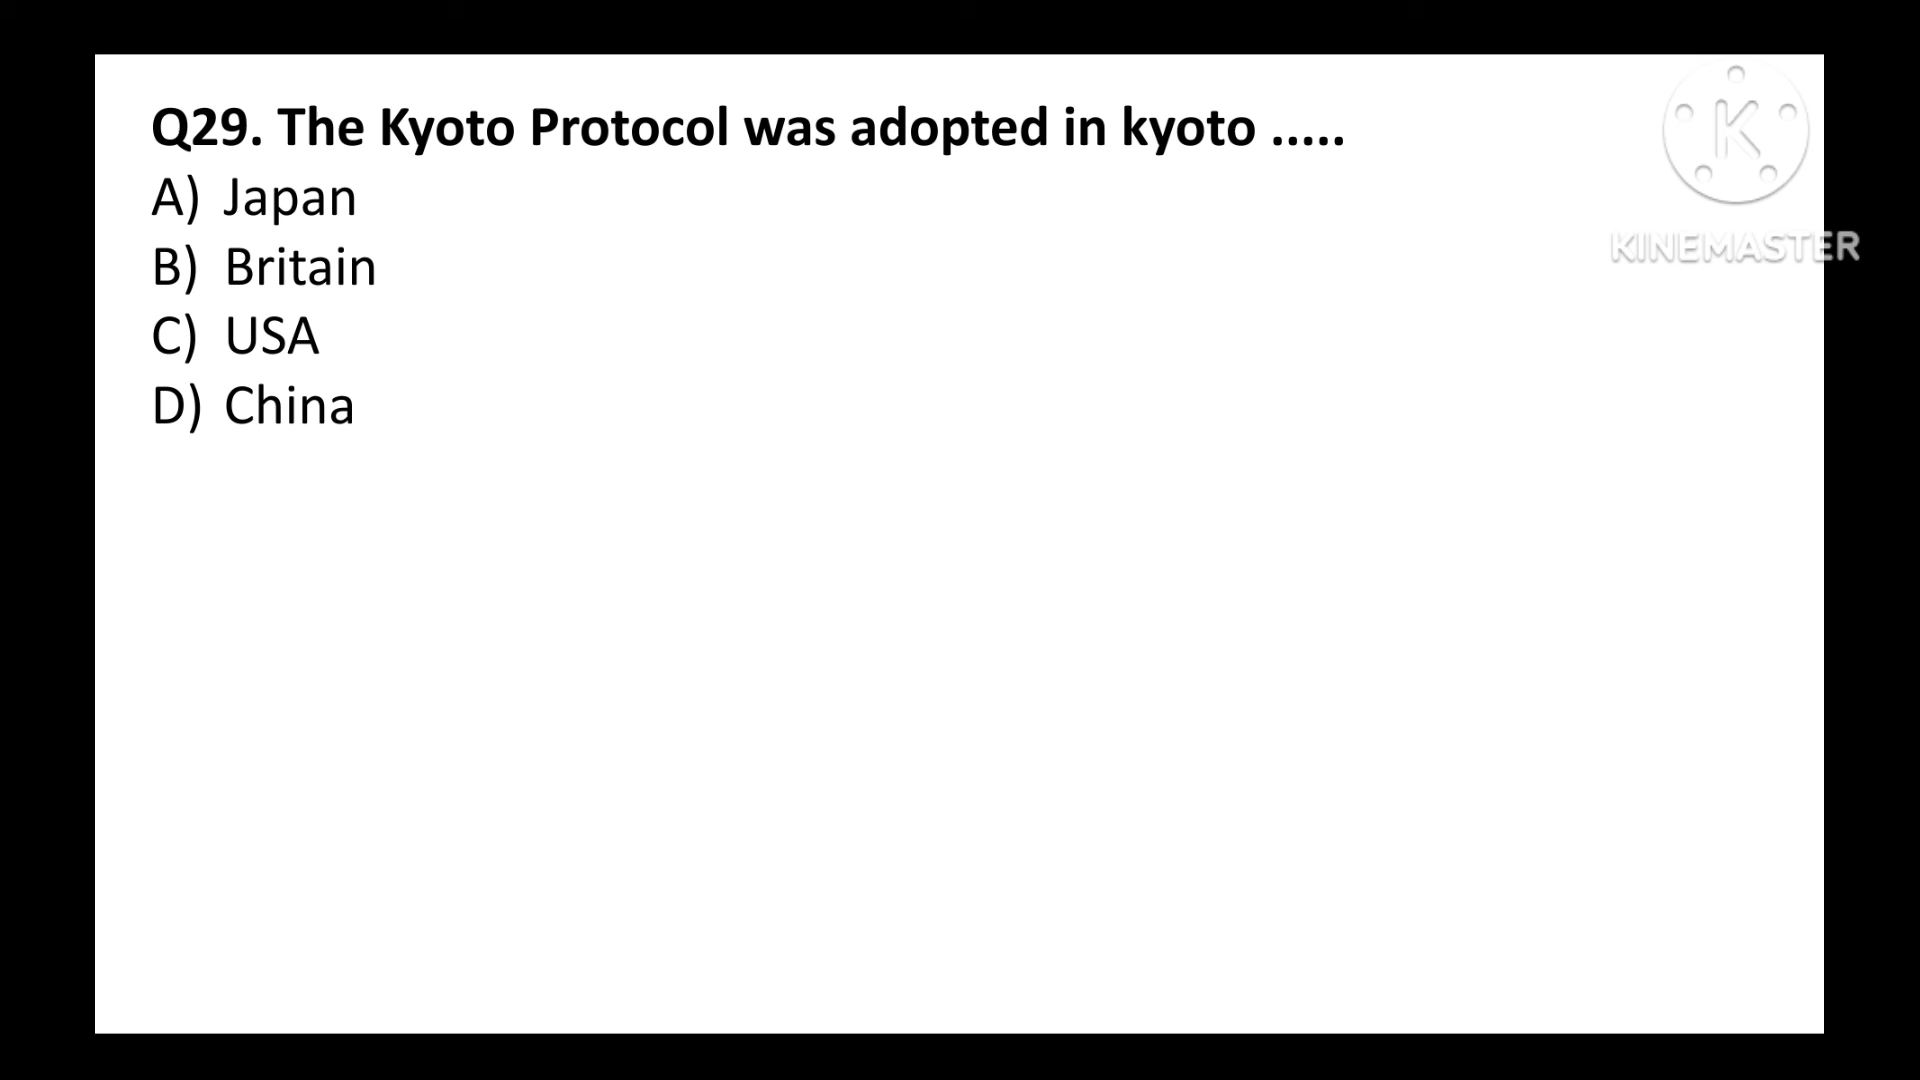 Q29. The Kyoto Protocol was adopted in kyoto .....
A) Japan
B) Britain
C) USA
D) China
K
KINEMASTER